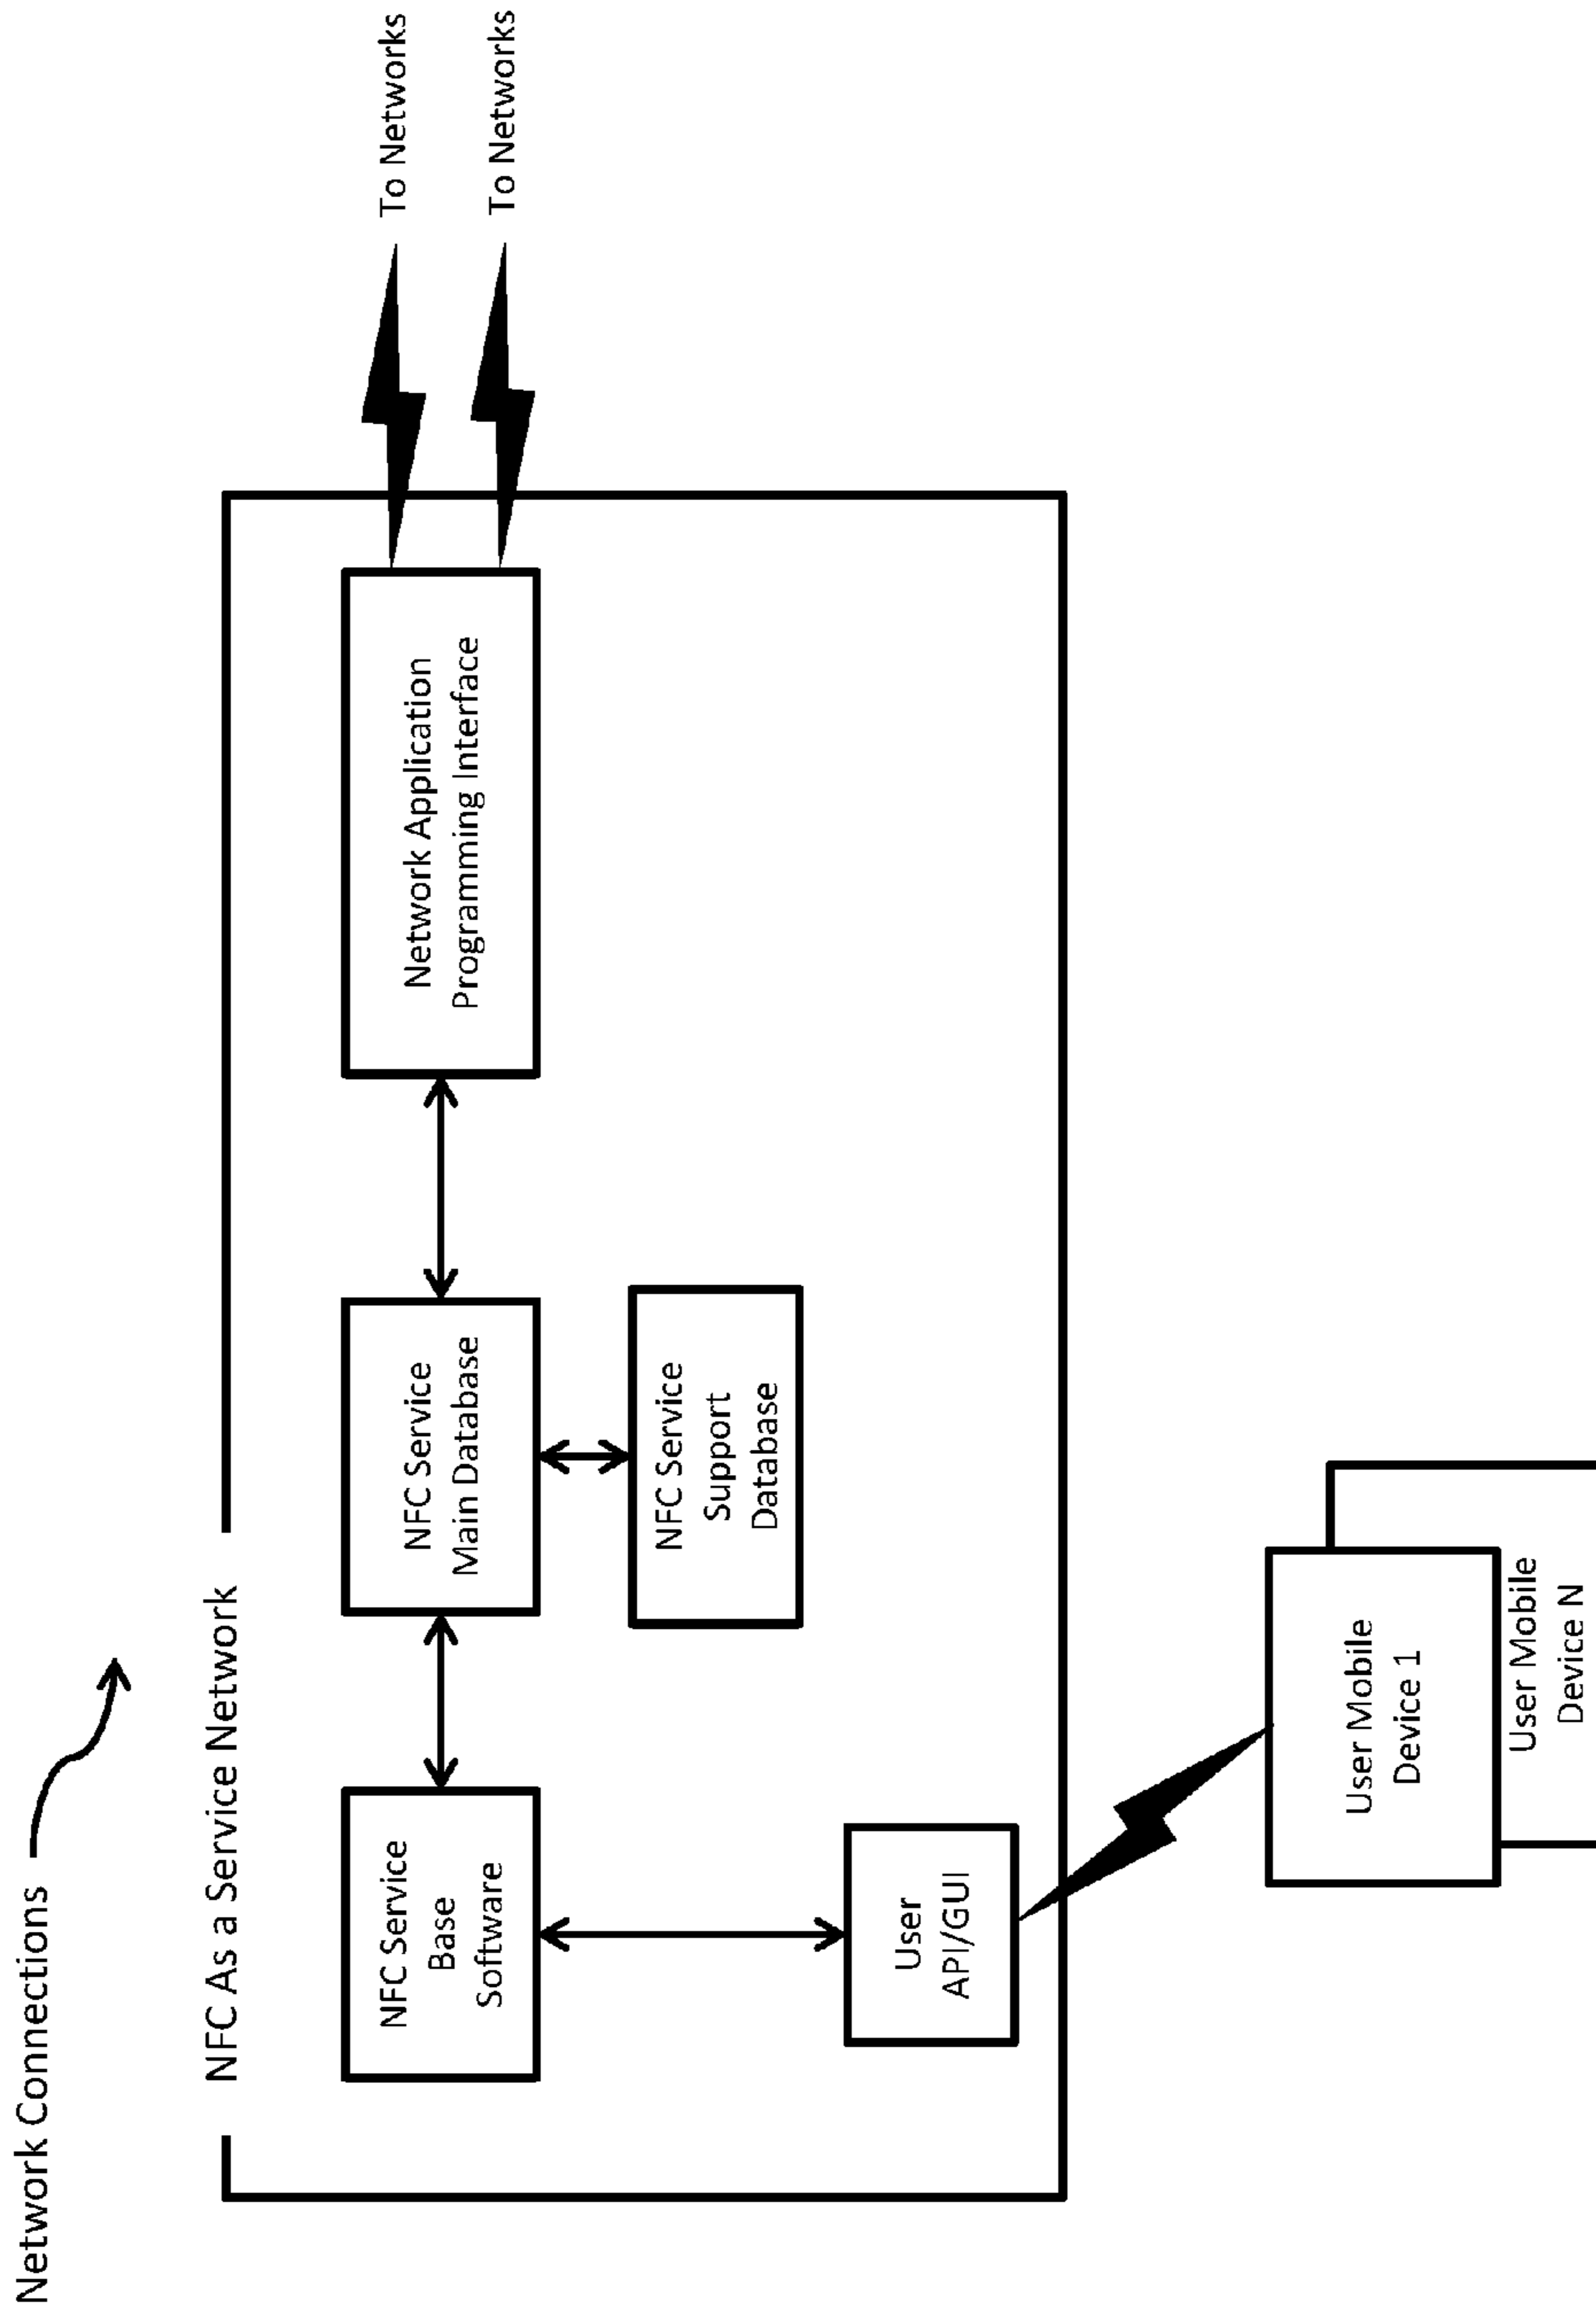 Network Connections
NFC As a Service Network
NFC Service
Base
Software
NFC Service
Main Database
Network Application
Programming Interface
To Networks
To Networks
NFC Service
Support
Database
User
API/GUI
User Mobile
Device 1
User Mobile
Device N